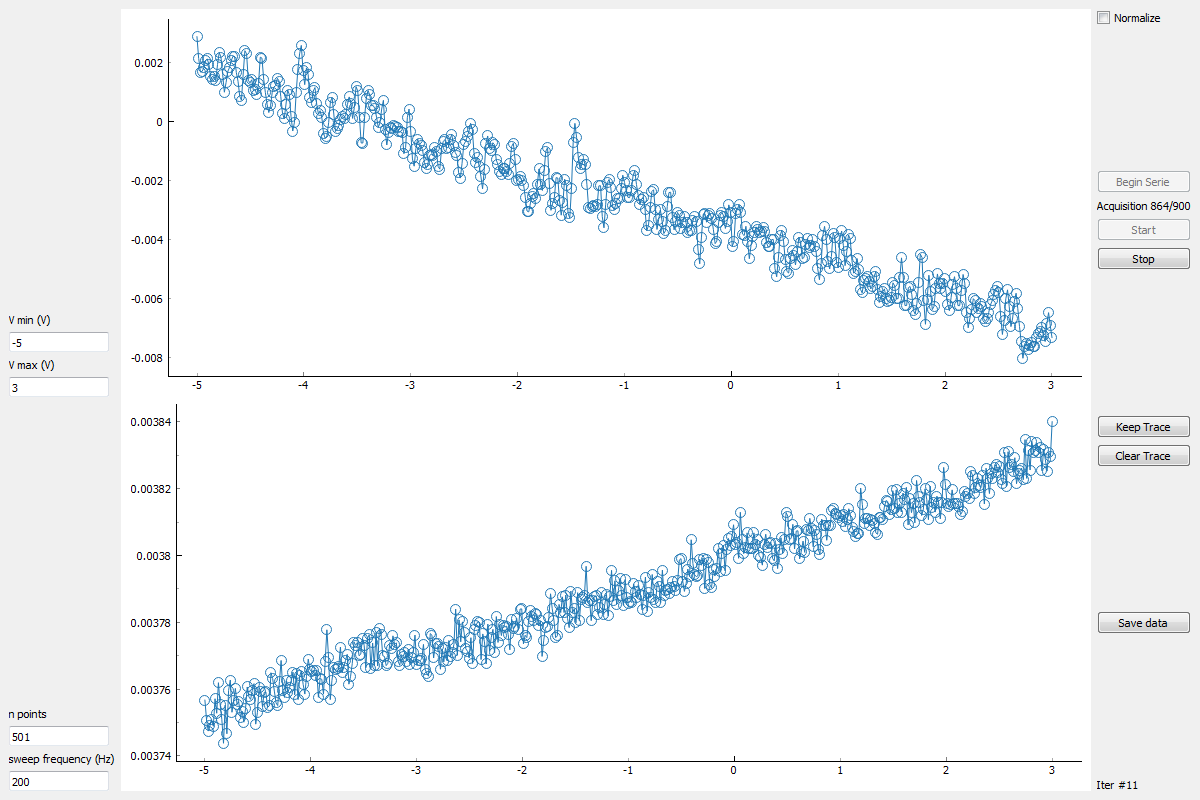 Normalize
0.002
0
-0.002
-0.004
-0.006
-0.008
-5 -4 -3 -2 -1 0 1 2 3
Begin Serie
Acquisition 864/900
Start
Stop
V min (V)
-5
V max (V)
3
0.00384
0.00382
0.0038
0.00378
0.00376
0.00374
-5 -4 -3 -2 -1 0 1 2 3
Keep Trace
Clear Trace
Save data
n points
501
sweep frequency (Hz)
200
Iter #11